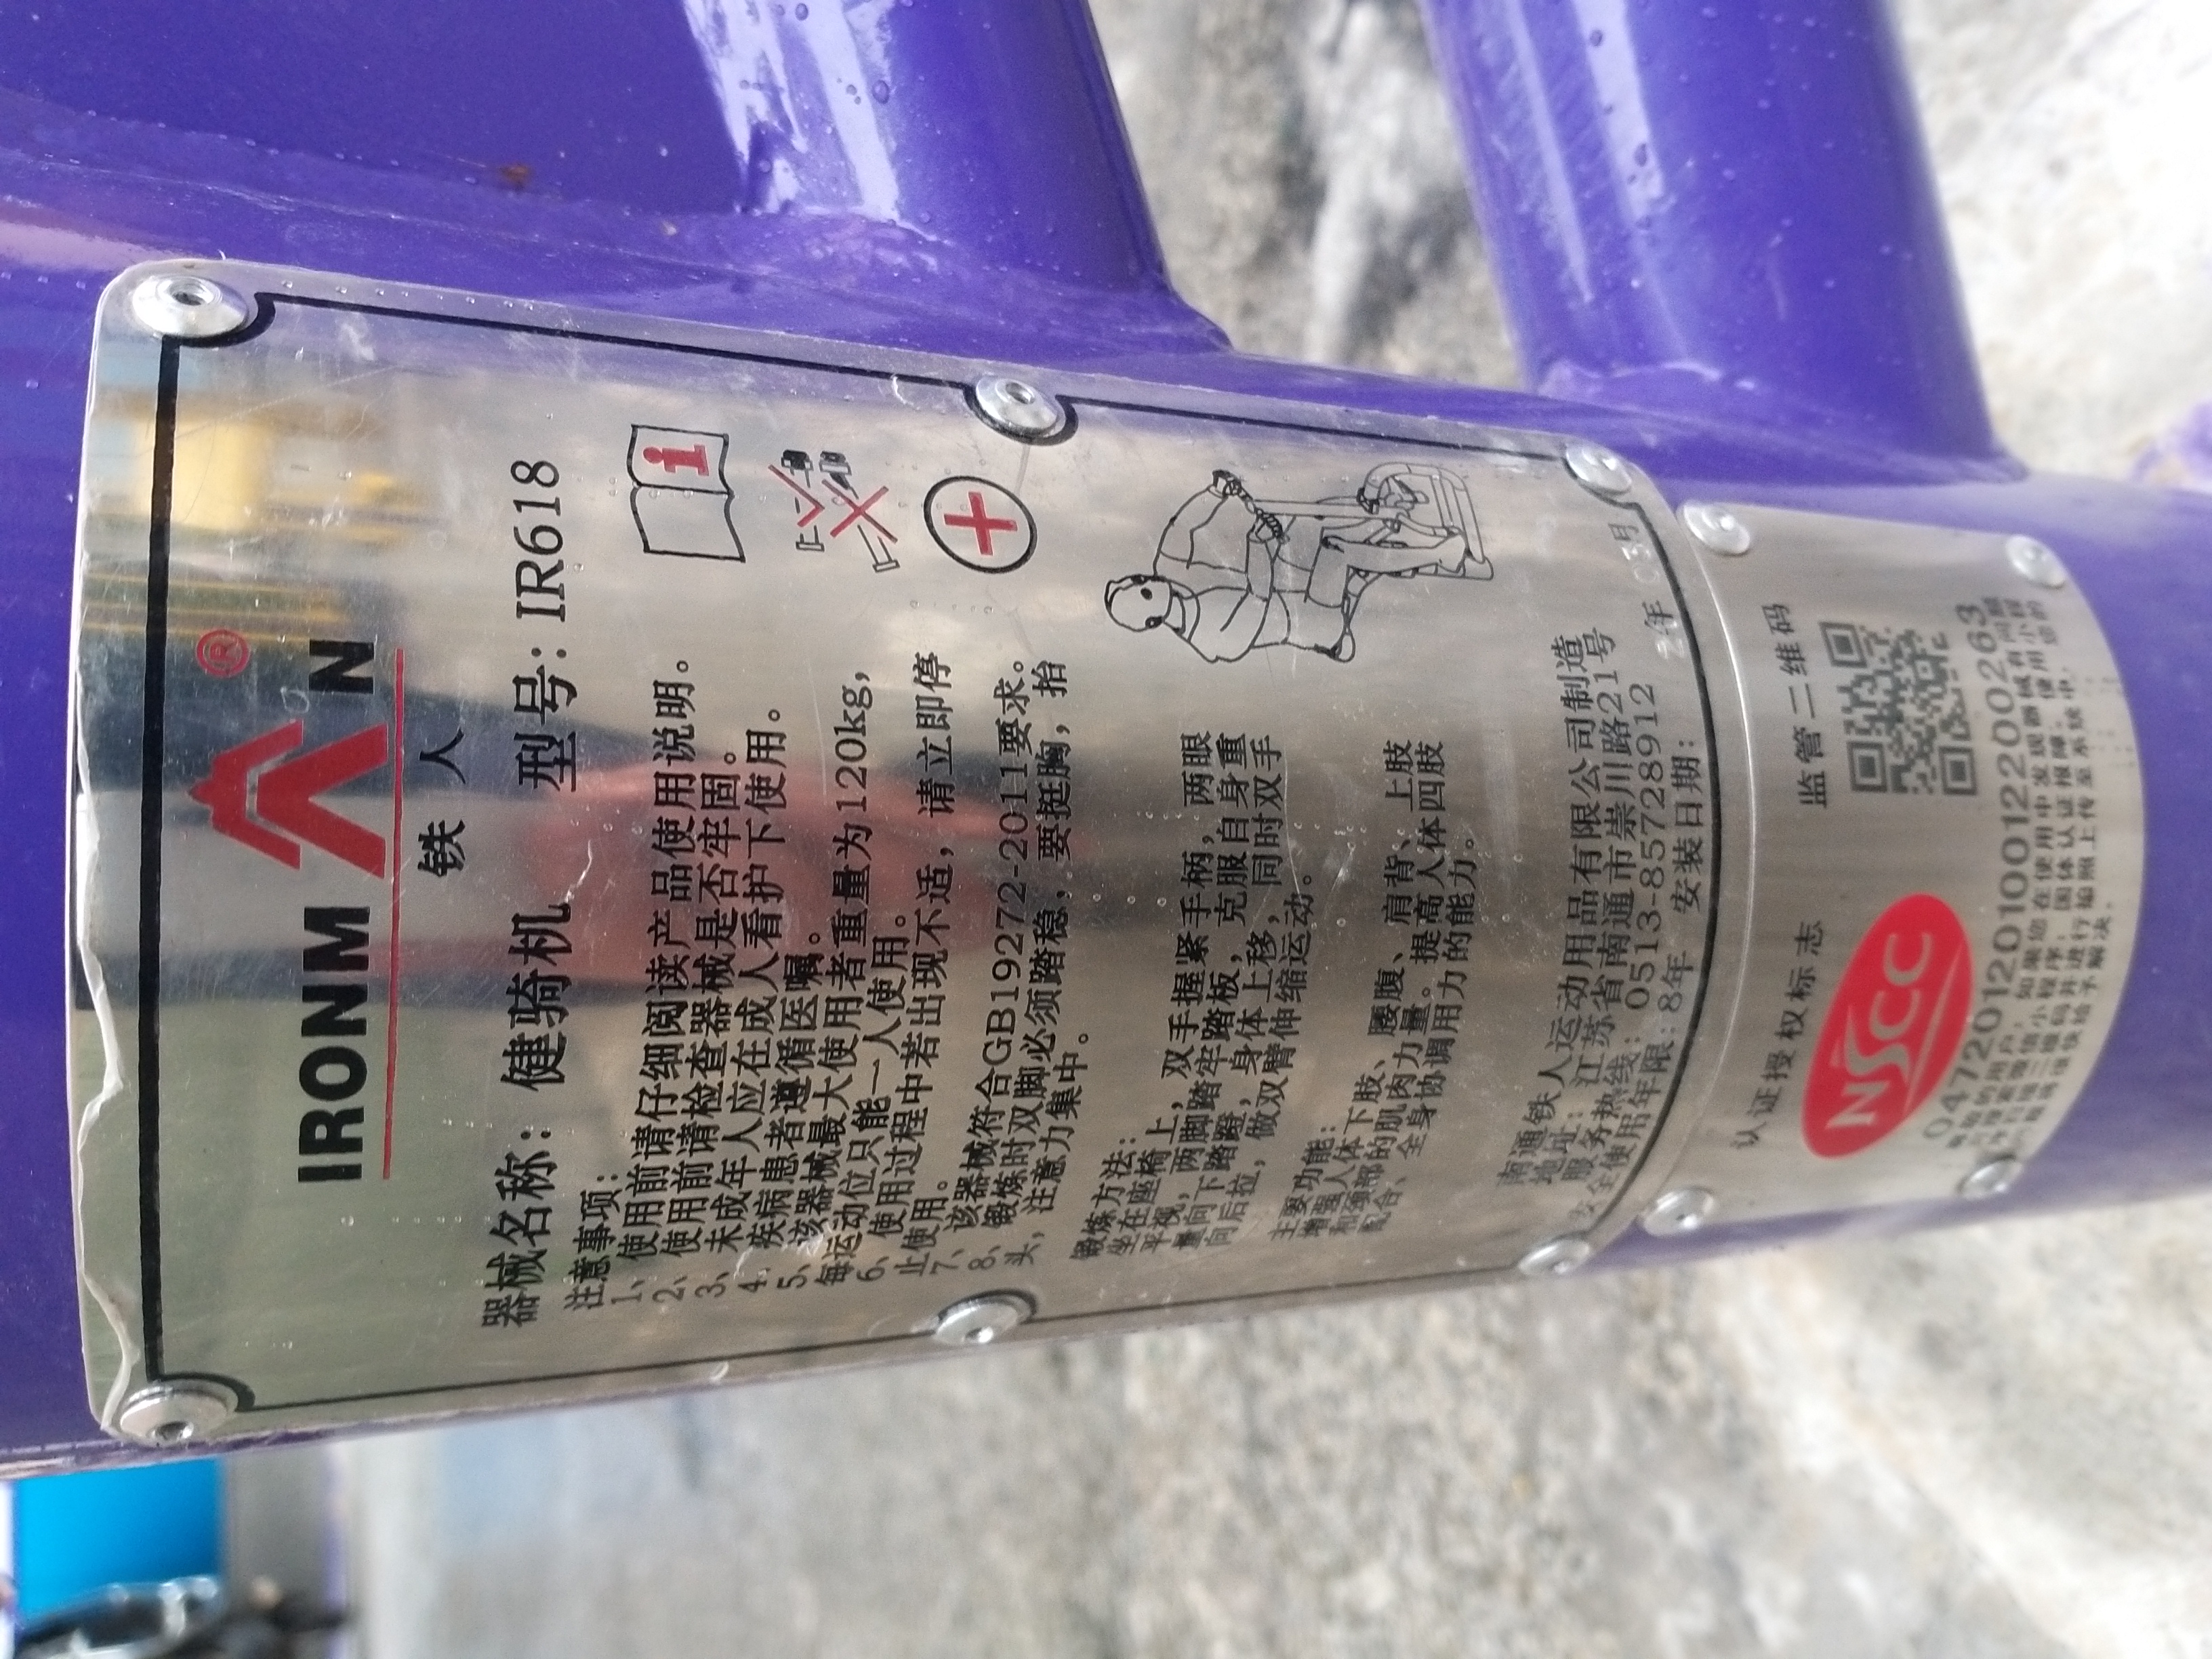 IRONMAN
®
铁人
器械名称：健骑机 型号：IR618
注意事项：
1、使用前请仔细阅读产品使用说明。
2、使用前请检查器械是否牢固。
3、未成年人应在成人看护下使用。
4、疾病患者遵循医嘱。
5、该器械最大使用者重量为120kg，
每运动位只能一人使用。
6、使用过程中若出现不适，请立即停
止使用。
7、该器械符合GB19272-2011要求。
8、锻炼时双脚必须踏稳，要挺胸，抬
头，注意力集中。
锻炼方法：
坐在座椅上，双手握紧手柄，两眼
平视，两脚踏牢踏板，克服自身重
量向下踏蹬，身体上移，同时双手
向后拉，做双臂伸缩运动。
主要功能：
增强人体下肢、腰腹、肩背、上肢
和颈部的肌肉力量。提高人体四肢
配合、全身协调用力的能力。
南通铁人运动用品有限公司制造
地址：江苏省南通市崇川路21号
服务热线：0513-85728912
安全使用年限：8年 安装日期： 年 03月
认证授权标志 监管二维码
NSCC
0472012010012200263